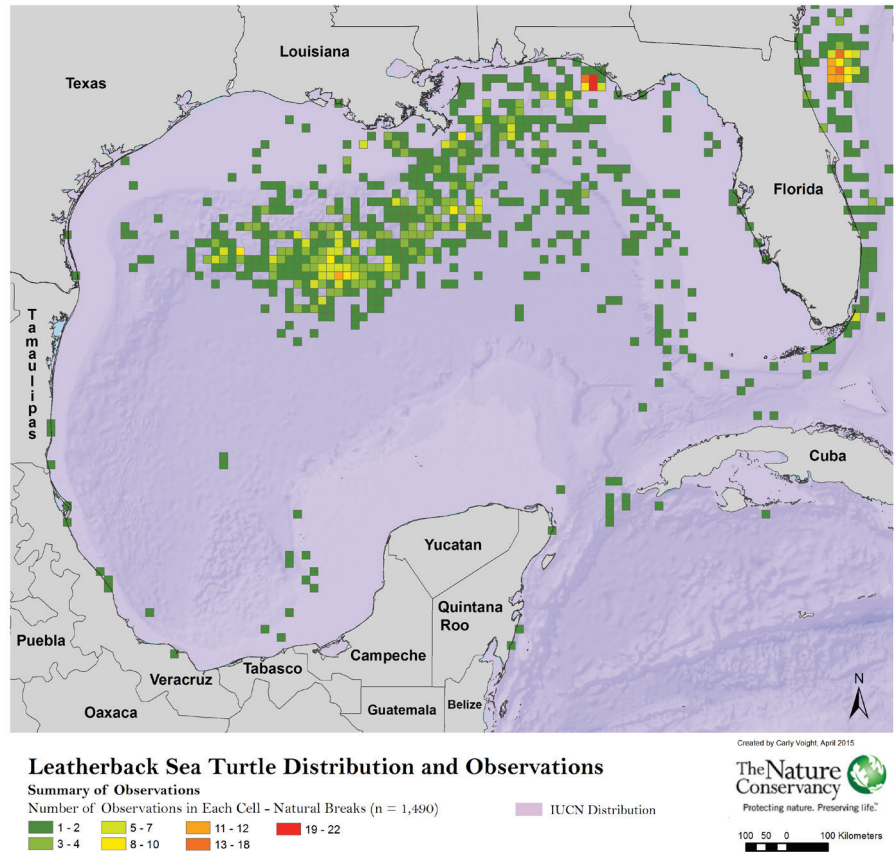 Louisiana
Texas
Florida
Tamaulipas
Cuba
Yucatan
Quintana
Roo
Puebla
Campeche
Tabasco
Veracruz
Belize
Guatemala
Oaxaca
N
Created by Carly Voight, April 2015
Leatherback Sea Turtle Distribution and Observations
Summary of Observations
Number of Observations in Each Cell - Natural Breaks (n = 1,490)
1 - 2
5 - 7
11 - 12
19 - 22
3 - 4
8 - 10
13 - 18
IUCN Distribution
The Nature
Conservancy
Protecting nature. Preserving life.™
100 50 0 100 Kilometers